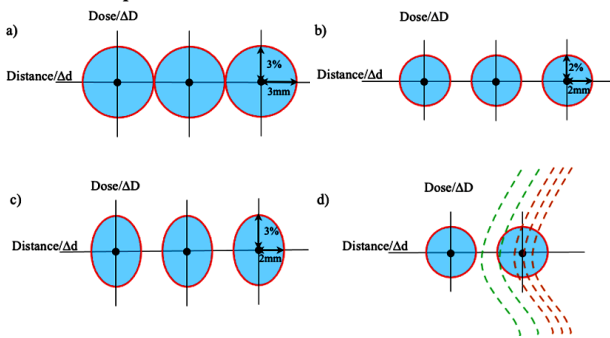 Dose/ΔD
a)
3%
Distance/Δd
3mm
Dose/ΔD
b)
2%
Distance/Δd
2mm
Dose/ΔD
c)
3%
Distance/Δd
2mm
Dose/ΔD
d)
Distance/Δd